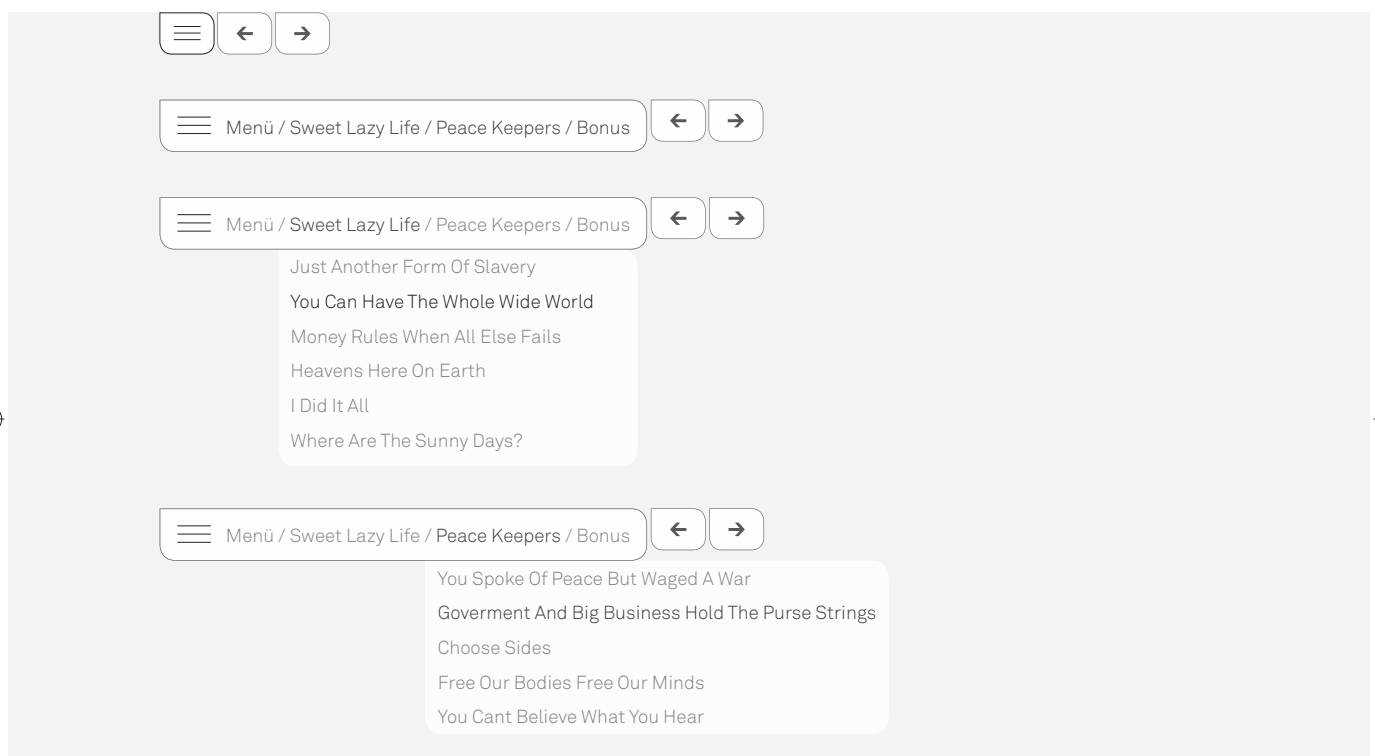 Menü / Sweet Lazy Life / Peace Keepers / Bonus
Menü / Sweet Lazy Life / Peace Keepers / Bonus
Just Another Form Of Slavery
You Can Have The Whole Wide World
Money Rules When All Else Fails
Heavens Here On Earth
I Did It All
Where Are The Sunny Days?
Menü / Sweet Lazy Life / Peace Keepers / Bonus
You Spoke Of Peace But Waged A War
Goverment And Big Business Hold The Purse Strings
Choose Sides
Free Our Bodies Free Our Minds
You Cant Believe What You Hear